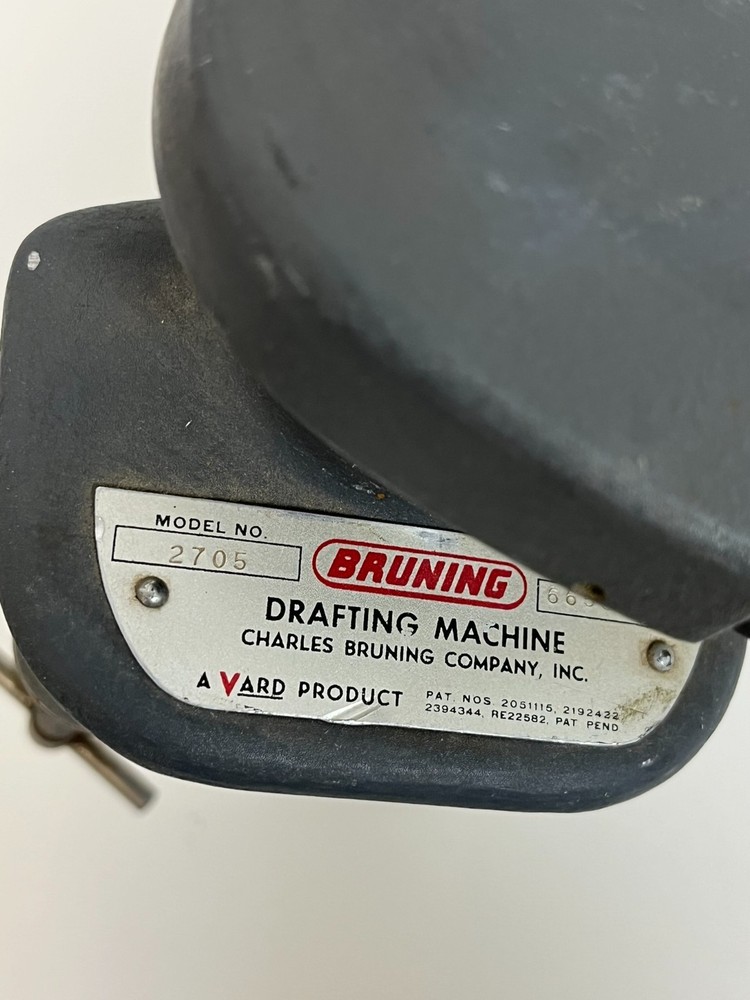 MODEL NO.
2705
BRUNING
DRAFTING MACHINE
CHARLES BRUNING COMPANY, INC.
A VARD PRODUCT
PAT. NOS. 2051115, 2192422
2394344, RE22582, PAT PEND